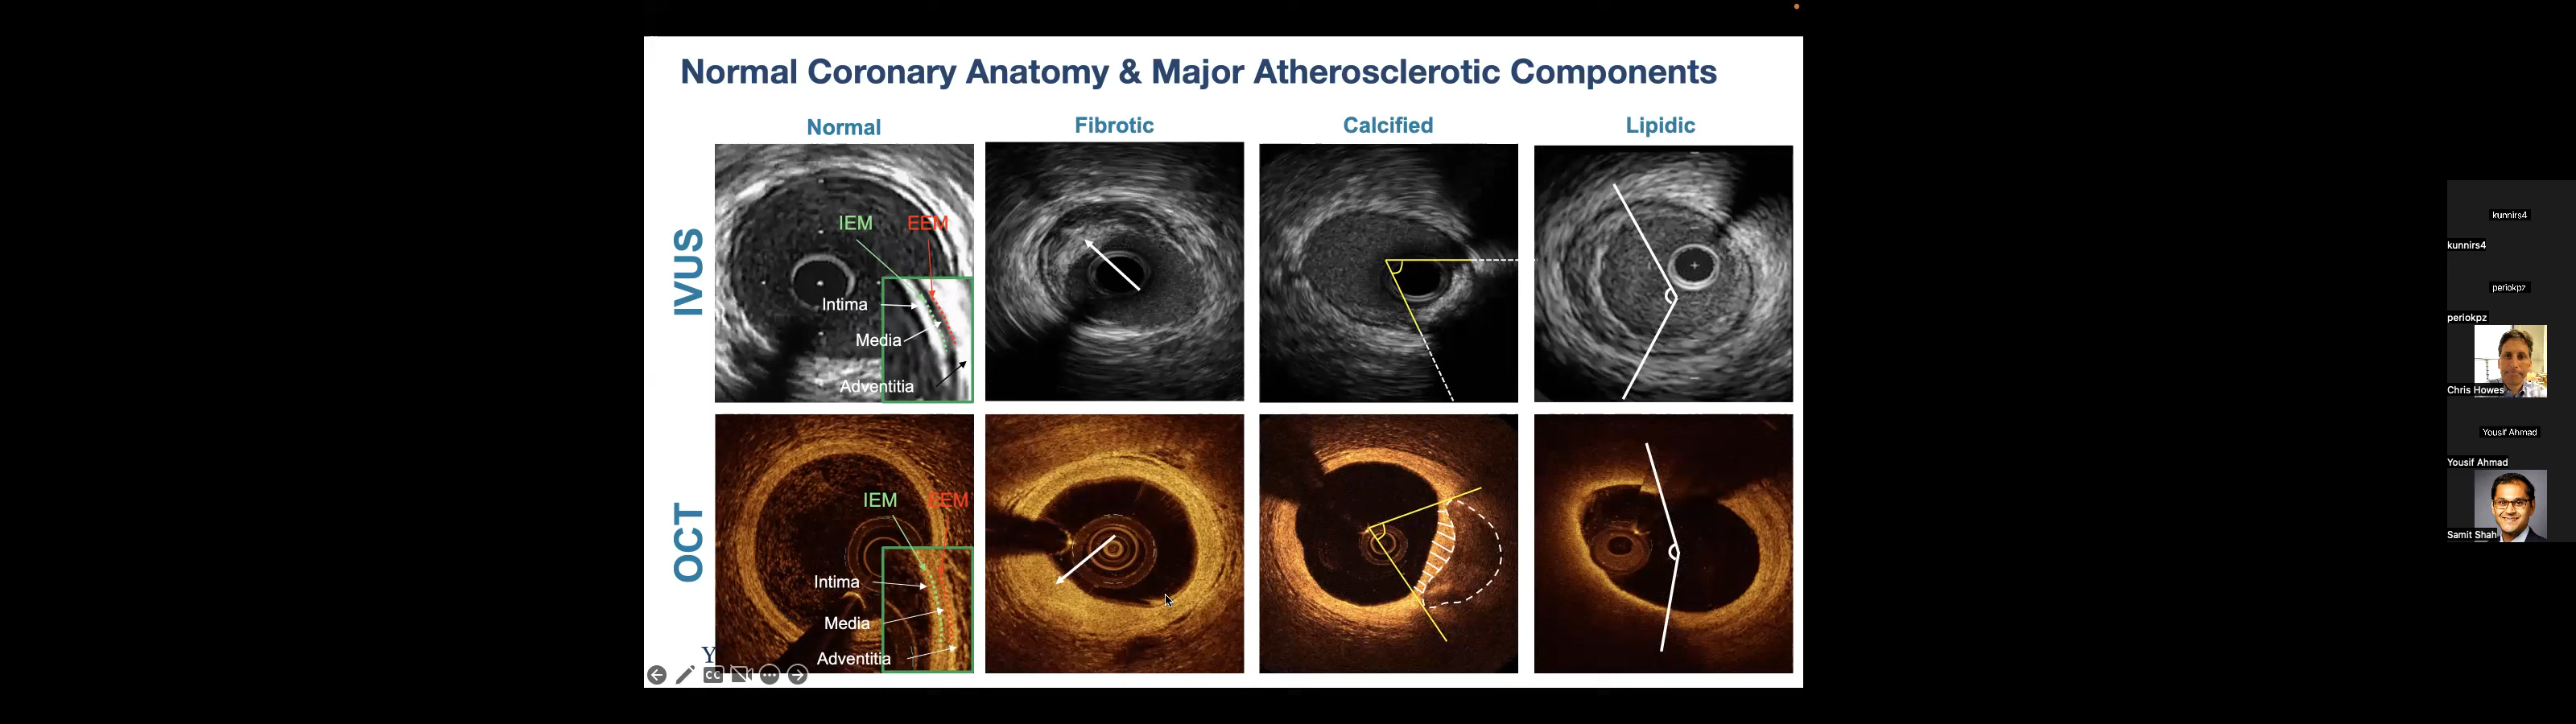 Normal Coronary Anatomy & Major Atherosclerotic Components
Normal
Fibrotic
Calcified
Lipidic
IVUS
IEM
EEM
Intima
Media
Adventitia
OCT
IEM
EEM
Intima
Media
Adventitia
Y
CC
kunnirs4
kunnirs4
periokpz
periokpz
Chris Howes
Yousif Ahmad
Yousif Ahmad
Samit Shah